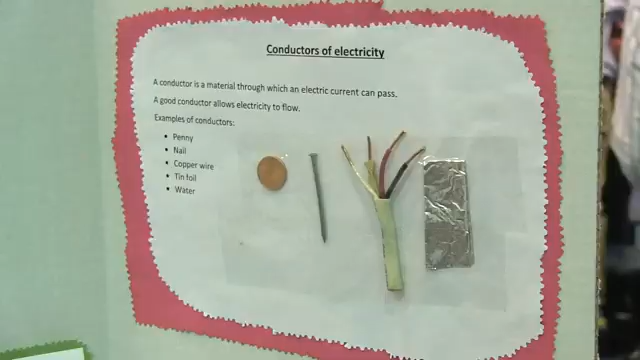 Conductors of electricity
A conductor is a material through which an electric current can pass.
A good conductor allows electricity to flow.
Examples of conductors:
• Penny
• Nail
• Copper wire
• Tin foil
• Water